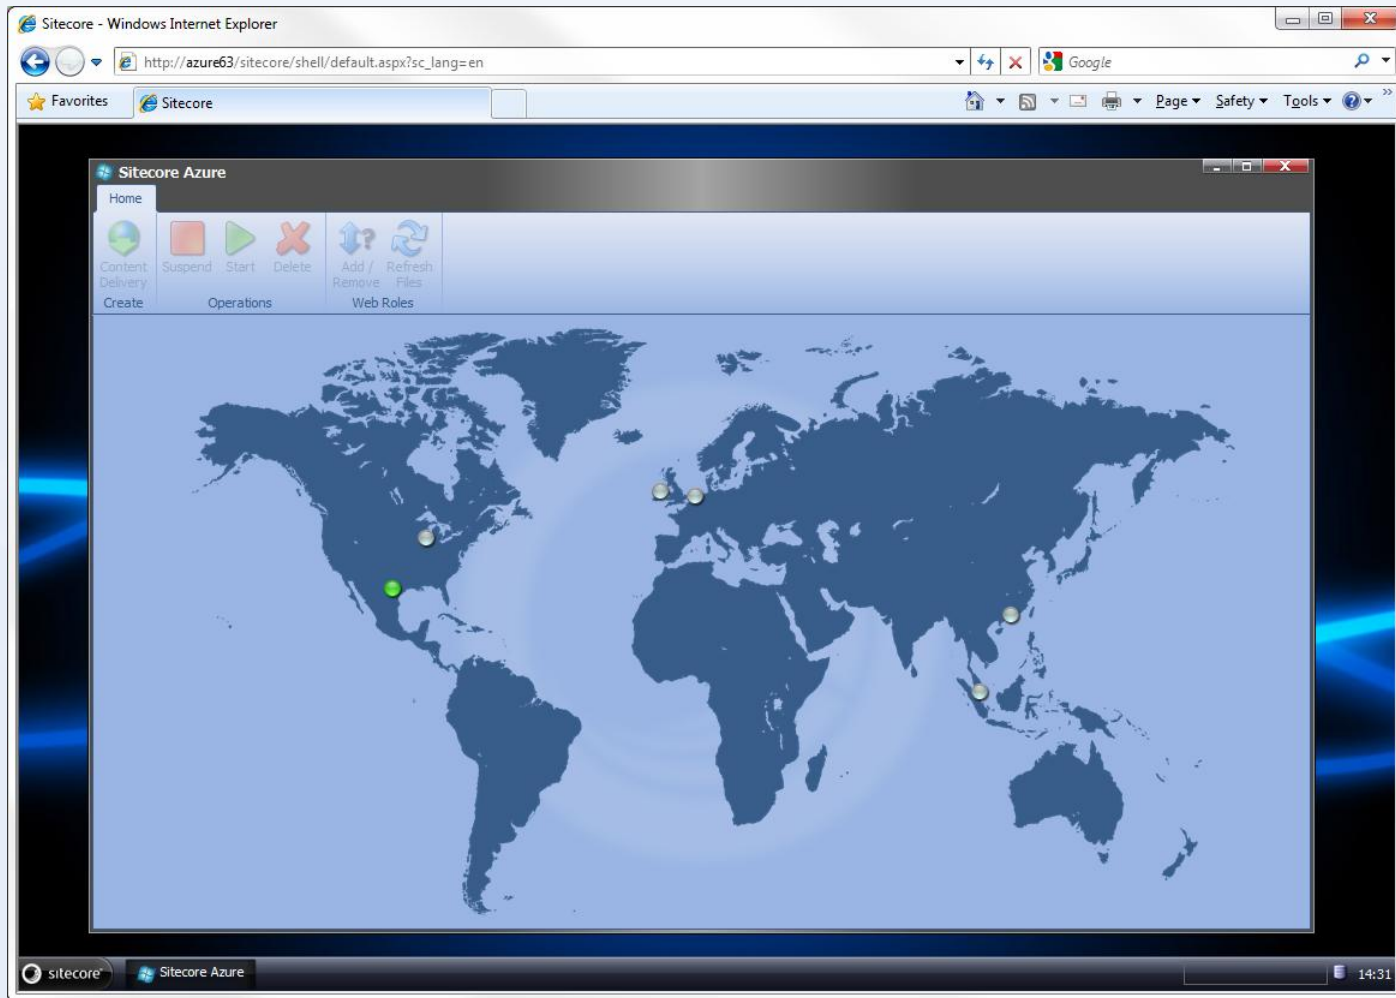 Sitecore - Windows Internet Explorer
http://azure63/sitecore/shell/default.aspx?sc_lang=en
Google
Favorites
Sitecore
Page
Safety
Tools
Sitecore Azure
Home
Content Delivery
Suspend
Start
Delete
Add / Remove
Refresh Files
Create
Operations
Web Roles
sitecore
Sitecore Azure
14:31